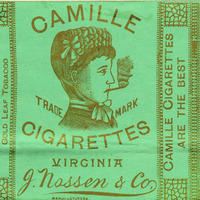 CAMILLE
TRADE MARK
CIGARETTES
VIRGINIA
J. Nossen & Co
GOLD LEAF TOBACCO
CAMILLE CIGARETTES
ARE THE BEST